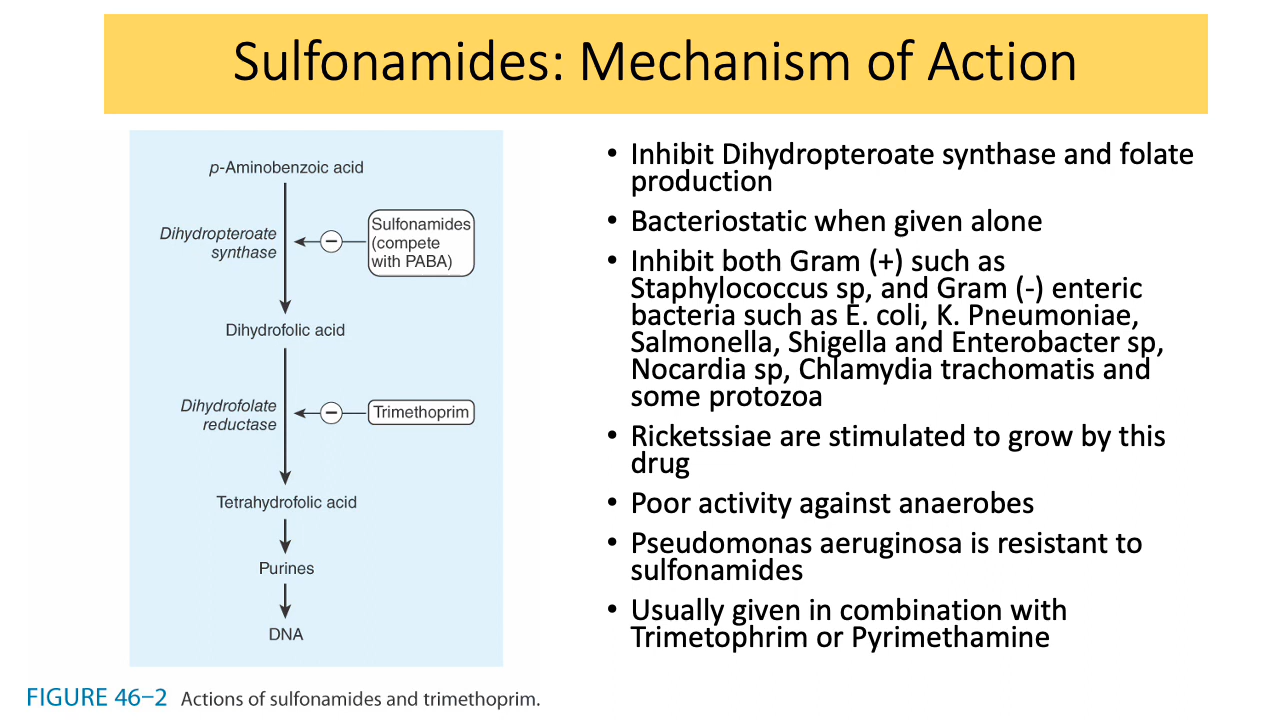 Sulfonamides: Mechanism of Action
p-Aminobenzoic acid
Dihydropteroate
synthase
−
Sulfonamides
(compete
with PABA)
Dihydrofolic acid
Dihydrofolate
reductase
−
Trimethoprim
Tetrahydrofolic acid
Purines
DNA
FIGURE 46–2 Actions of sulfonamides and trimethoprim.
• Inhibit Dihydropteroate synthase and folate
production
• Bacteriostatic when given alone
• Inhibit both Gram (+) such as
Staphylococcus sp, and Gram (-) enteric
bacteria such as E. coli, K. Pneumoniae,
Salmonella, Shigella and Enterobacter sp,
Nocardia sp, Chlamydia trachomatis and
some protozoa
• Ricketssiae are stimulated to grow by this
drug
• Poor activity against anaerobes
• Pseudomonas aeruginosa is resistant to
sulfonamides
• Usually given in combination with
Trimetophrim or Pyrimethamine